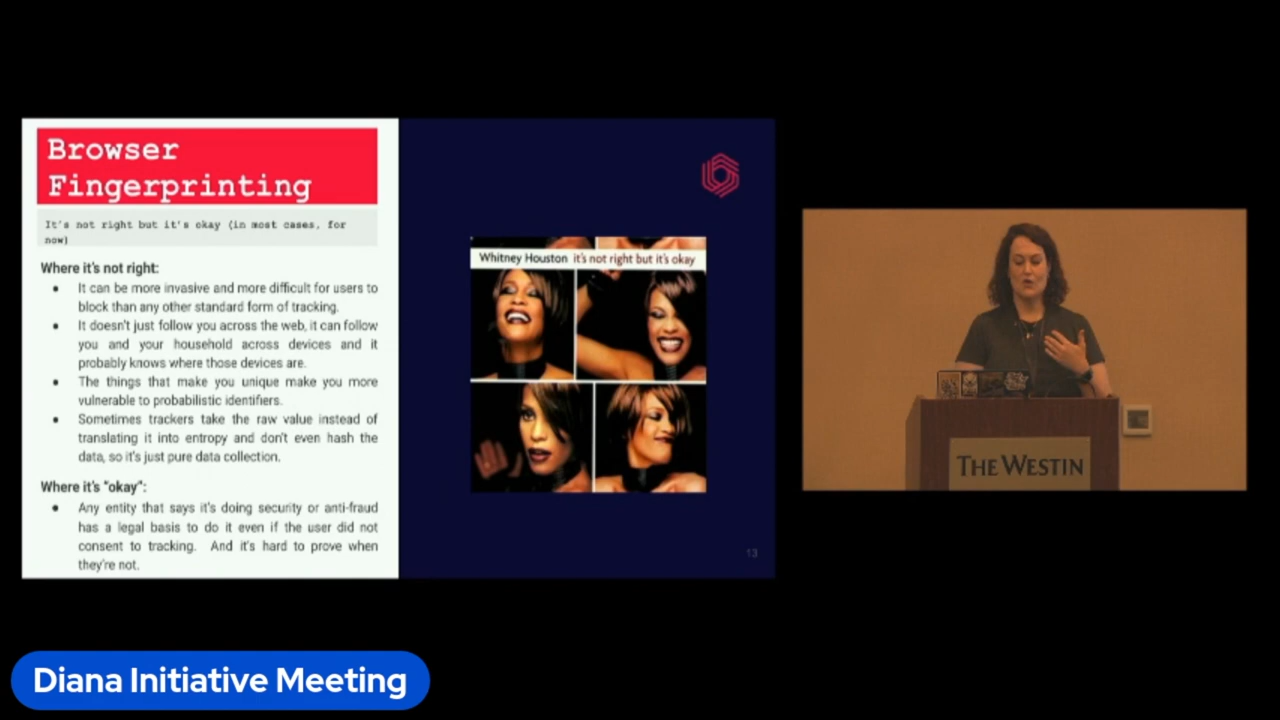 Browser
Fingerprinting
It's not right but it's okay (in most cases, for
now)
Where it's not right:
● It can be more invasive and more difficult for users to
block than any other standard form of tracking.
● It doesn't just follow you across the web, it can follow
you and your household across devices and it
probably knows where those devices are.
● The things that make you unique make you more
vulnerable to probabilistic identifiers.
● Sometimes trackers take the raw value instead of
translating it into entropy and don't even hash the
data, so it's just pure data collection.
Where it's "okay":
● Any entity that says it's doing security or anti-fraud
has a legal basis to do it even if the user did not
consent to tracking. And it's hard to prove when
they're not.
Whitney Houston it's not right but it's okay
13
THE WESTIN
Diana Initiative Meeting